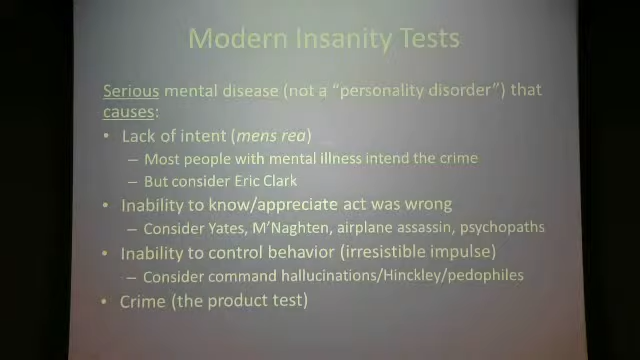 Modern Insanity Tests
Serious mental disease (not a "personality disorder") that
causes:
• Lack of intent (mens rea)
– Most people with mental illness intend the crime
– But consider Eric Clark
• Inability to know/appreciate act was wrong
– Consider Yates, M'Naghten, airplane assassin, psychopaths
• Inability to control behavior (irresistible impulse)
– Consider command hallucinations/Hinckley/pedophiles
• Crime (the product test)